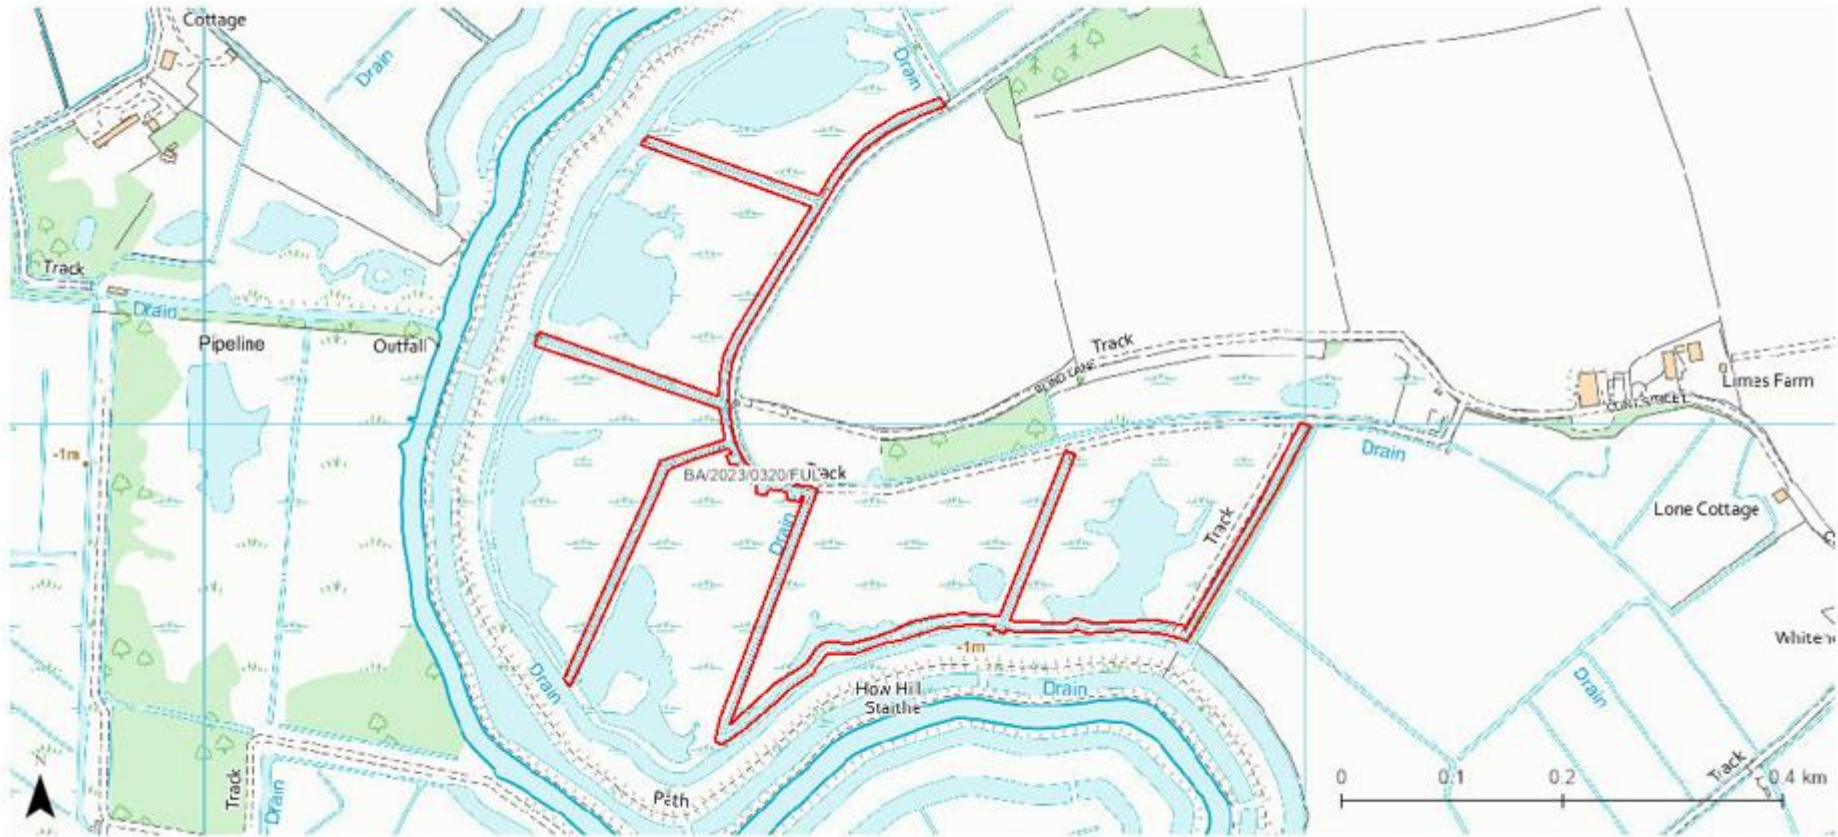 Cottage
Drain
Drain
Track
Drain
Pipeline
Outfall
Track
BLIND LANE
Limes Farm
-1m
BA/2023/0320/FUL
Track
Drain
Drain
Track
Lone Cottage
-1m
How Hill
Staithe
Drain
Drain
Drain
Track
Drain
Path
Track
N
0 0.1 0.2 0.4 km